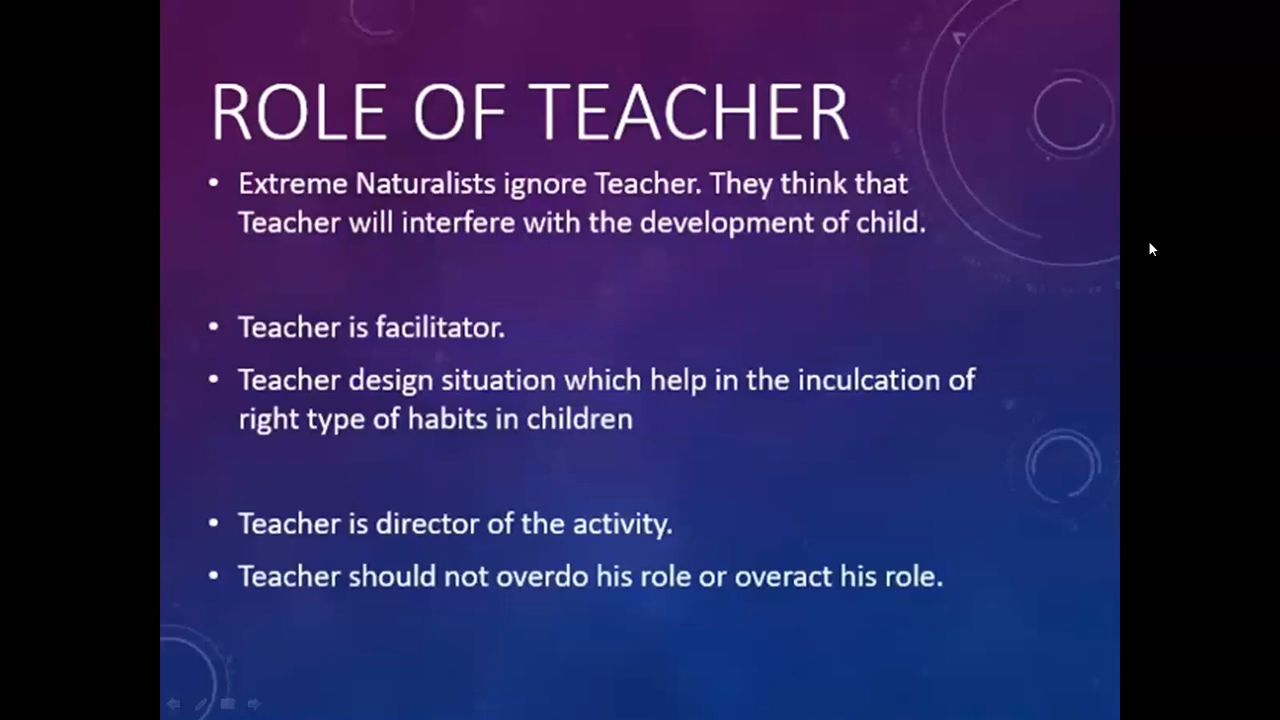 ROLE OF TEACHER
• Extreme Naturalists ignore Teacher. They think that
Teacher will interfere with the development of child.
• Teacher is facilitator.
• Teacher design situation which help in the inculcation of
right type of habits in children
• Teacher is director of the activity.
• Teacher should not overdo his role or overact his role.